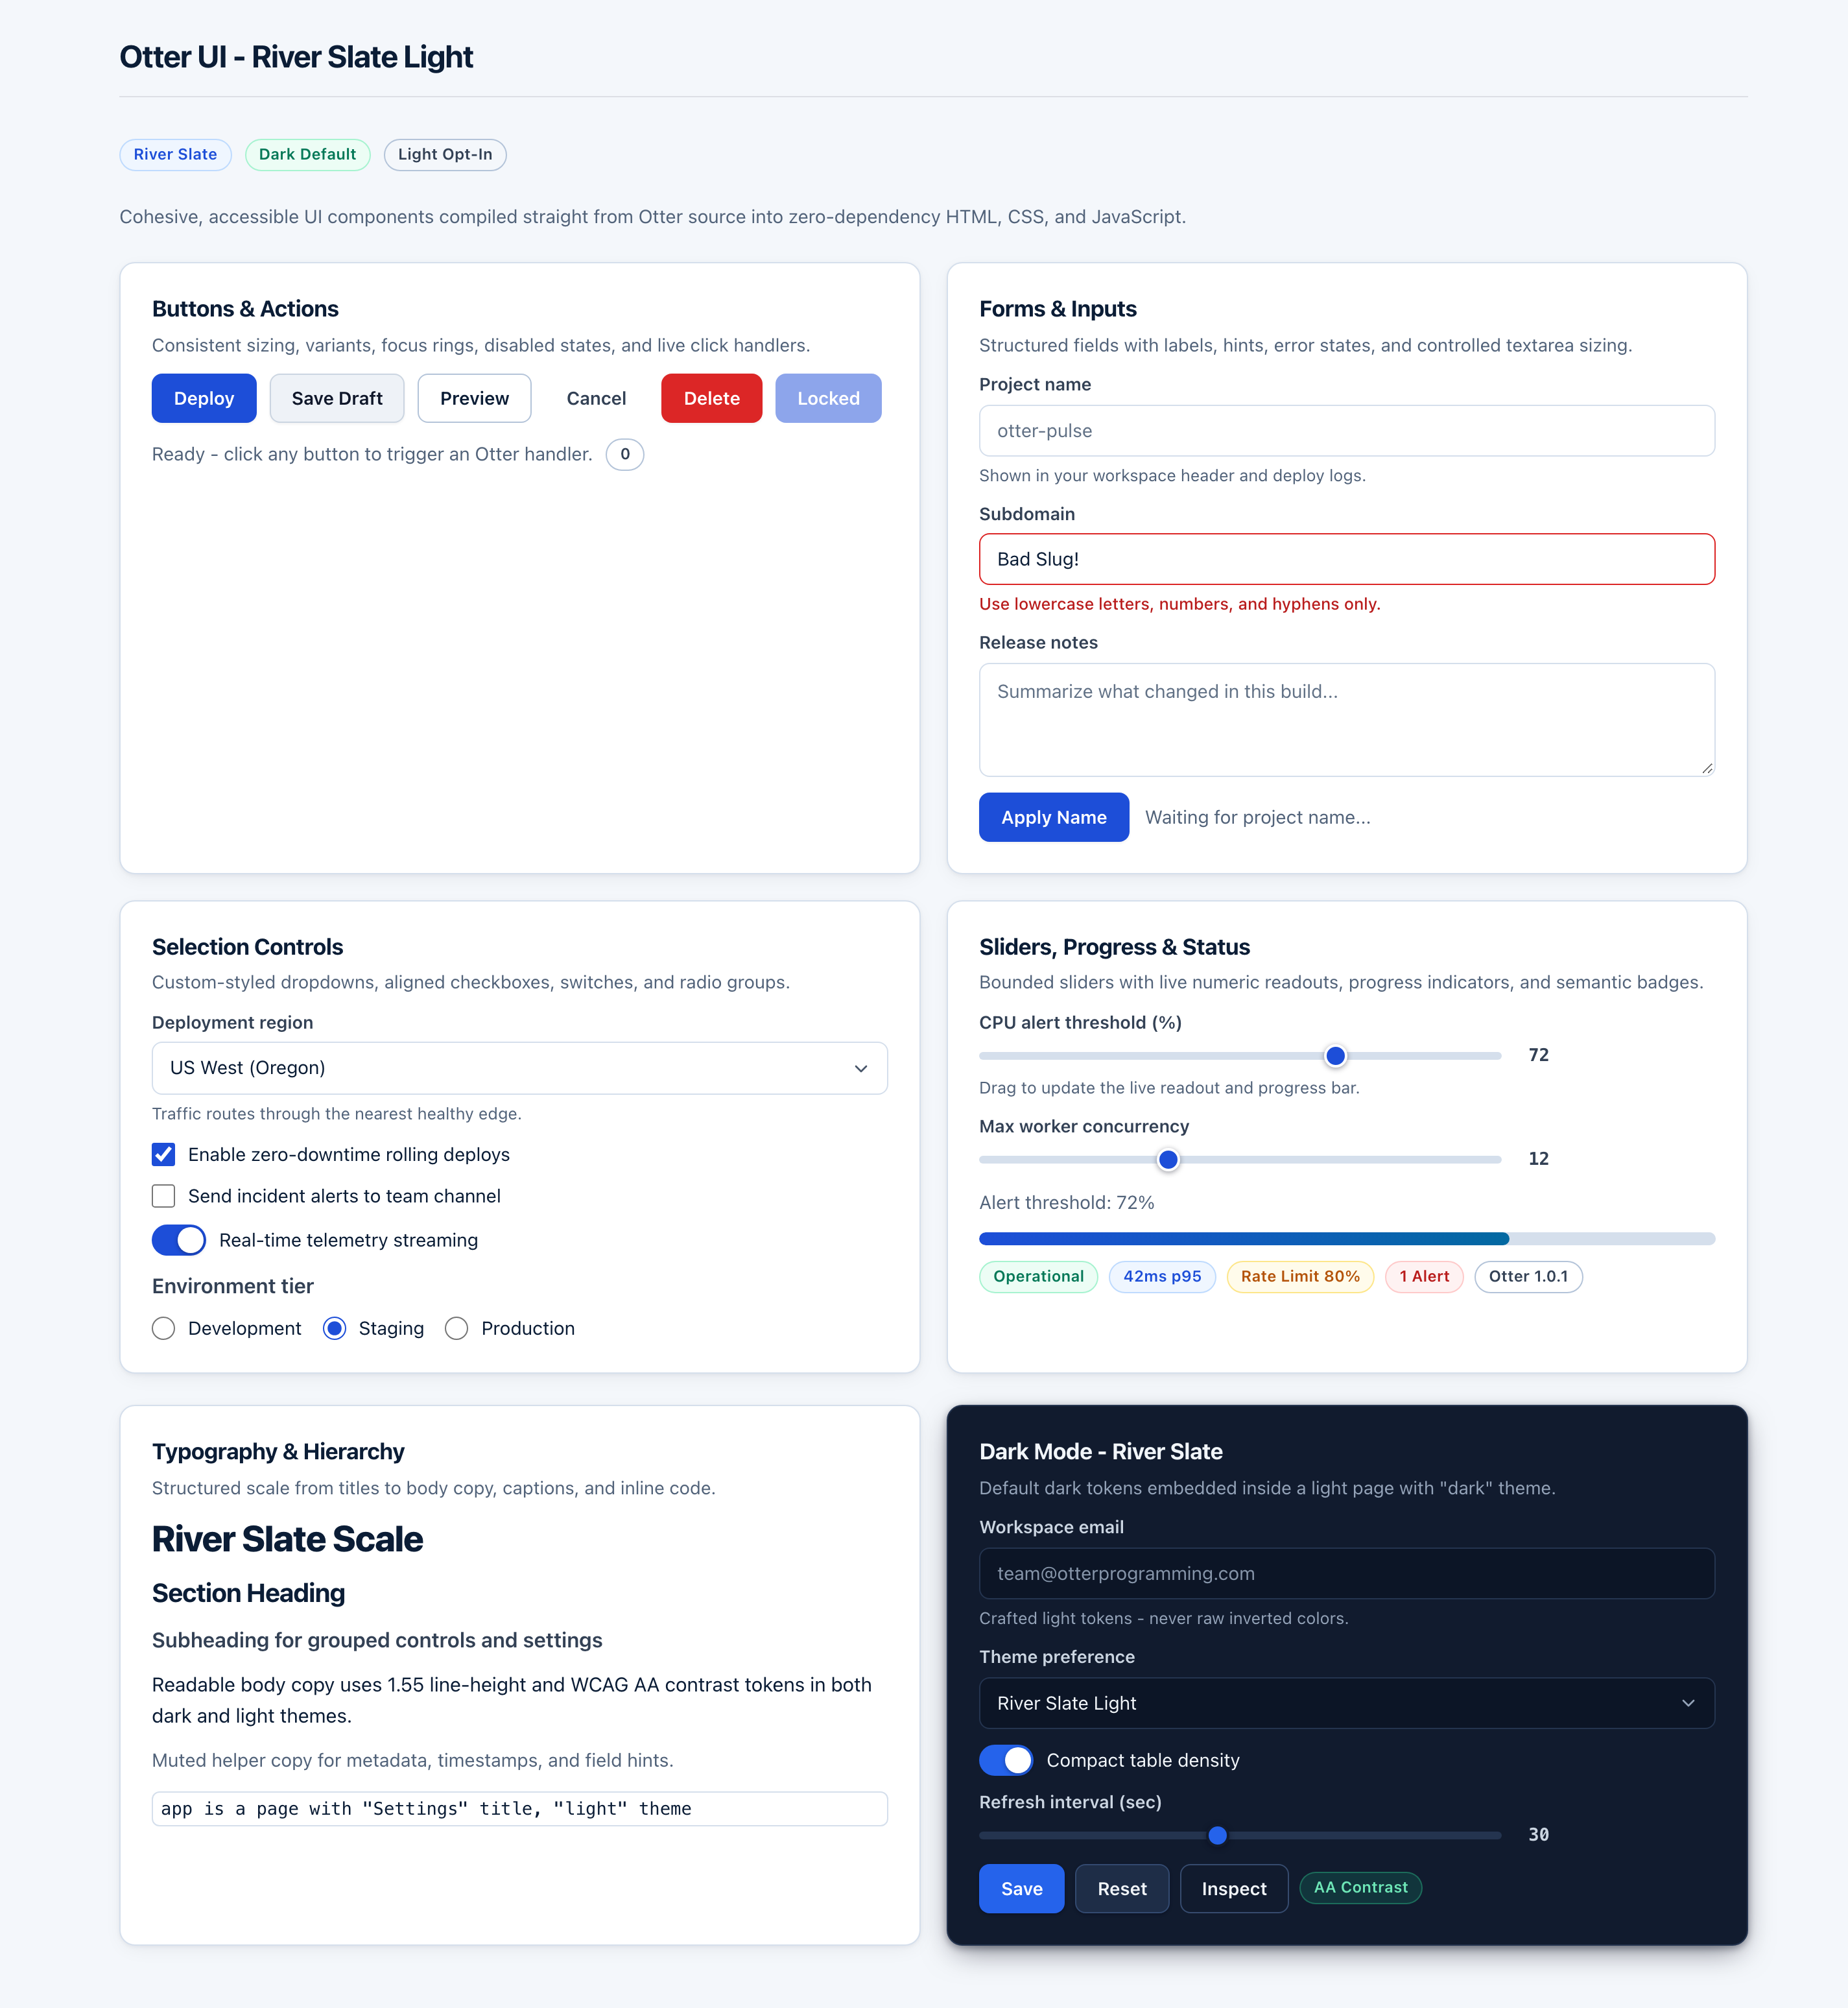 Otter UI - River Slate Light
River Slate
Dark Default
Light Opt-In
Cohesive, accessible UI components compiled straight from Otter source into zero-dependency HTML, CSS, and JavaScript.
Buttons & Actions
Consistent sizing, variants, focus rings, disabled states, and live click handlers.
Deploy
Save Draft
Preview
Cancel
Delete
Locked
Ready - click any button to trigger an Otter handler.
0
Forms & Inputs
Structured fields with labels, hints, error states, and controlled textarea sizing.
Project name
otter-pulse
Shown in your workspace header and deploy logs.
Subdomain
Bad Slug!
Use lowercase letters, numbers, and hyphens only.
Release notes
Summarize what changed in this build...
Apply Name
Waiting for project name...
Selection Controls
Custom-styled dropdowns, aligned checkboxes, switches, and radio groups.
Deployment region
US West (Oregon)
Traffic routes through the nearest healthy edge.
Enable zero-downtime rolling deploys
Send incident alerts to team channel
Real-time telemetry streaming
Environment tier
Development
Staging
Production
Sliders, Progress & Status
Bounded sliders with live numeric readouts, progress indicators, and semantic badges.
CPU alert threshold (%)
72
Drag to update the live readout and progress bar.
Max worker concurrency
12
Alert threshold: 72%
Operational
42ms p95
Rate Limit 80%
1 Alert
Otter 1.0.1
Typography & Hierarchy
Structured scale from titles to body copy, captions, and inline code.
River Slate Scale
Section Heading
Subheading for grouped controls and settings
Readable body copy uses 1.55 line-height and WCAG AA contrast tokens in both
dark and light themes.
Muted helper copy for metadata, timestamps, and field hints.
app is a page with "Settings" title, "light" theme
Dark Mode - River Slate
Default dark tokens embedded inside a light page with "dark" theme.
Workspace email
team@otterprogramming.com
Crafted light tokens - never raw inverted colors.
Theme preference
River Slate Light
Compact table density
Refresh interval (sec)
30
Save
Reset
Inspect
AA Contrast